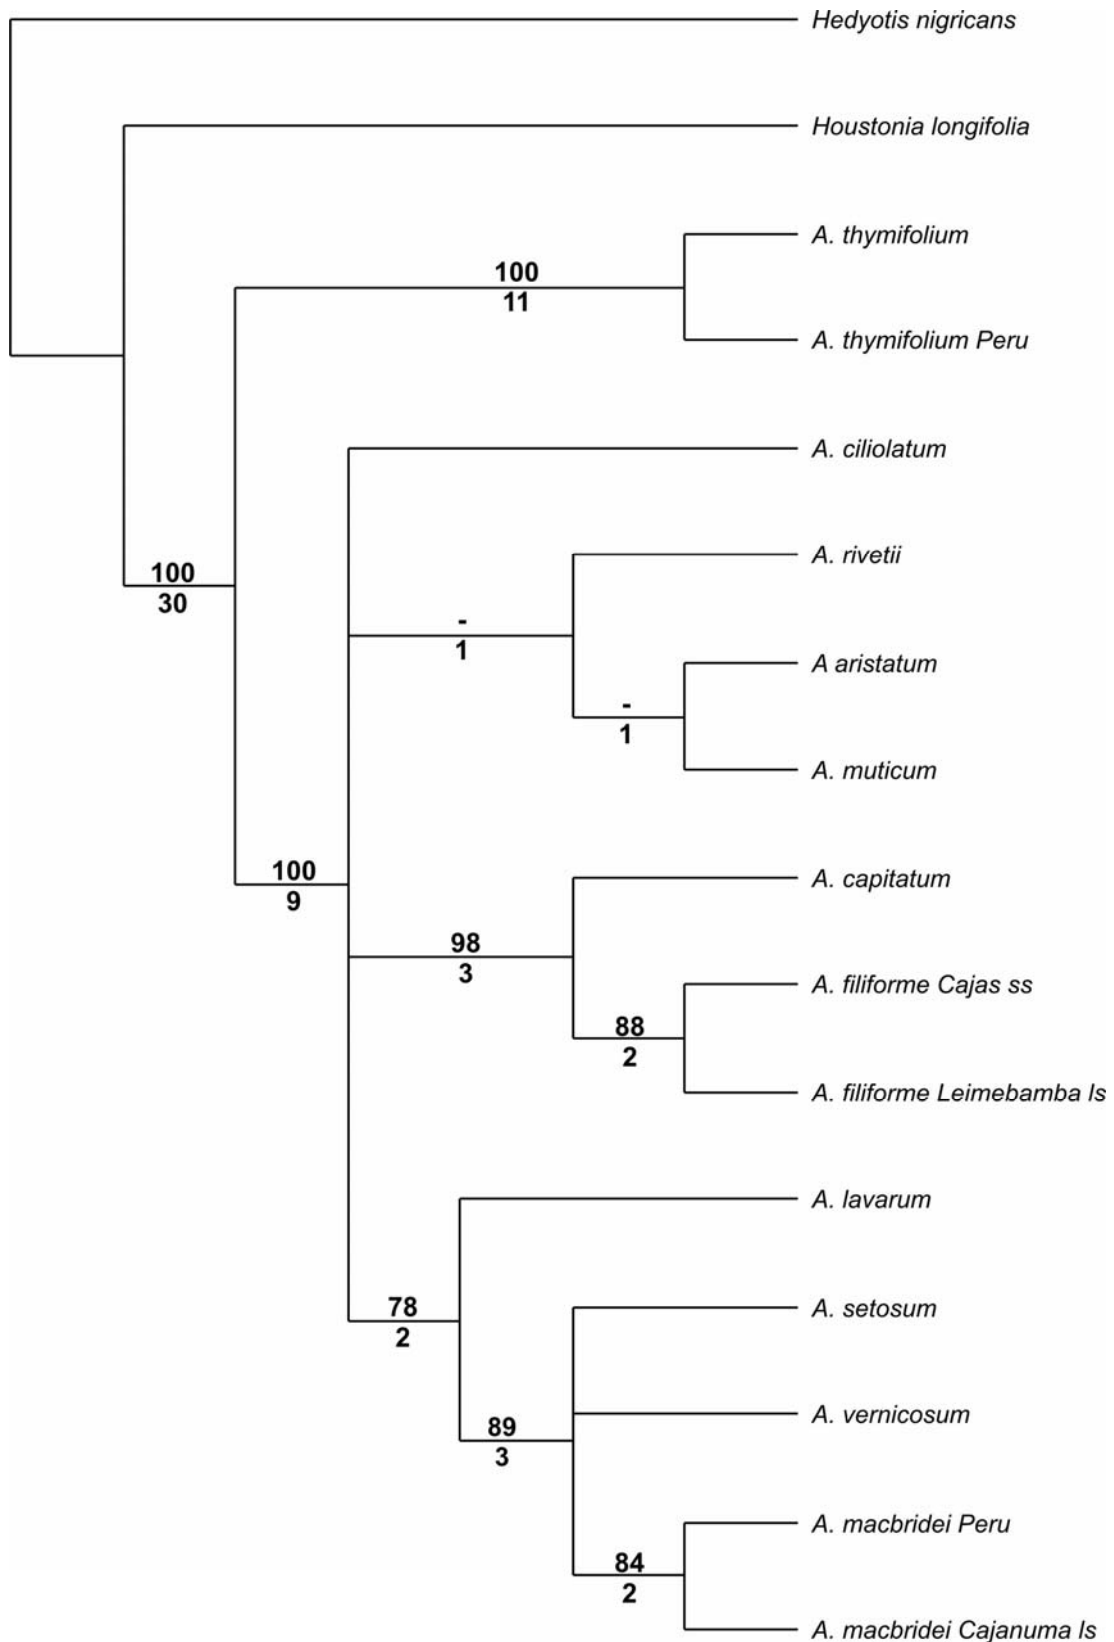 Hedyotis nigricans
Houstonia longifolia
A. thymifolium
100
11
A. thymifolium Peru
A. ciliolatum
A. rivetii
100
30
-
1
A aristatum
-
1
A. muticum
100
9
A. capitatum
98
3
A. filiforme Cajas ss
88
2
A. filiforme Leimebamba ls
A. lavarum
78
2
A. setosum
A. vernicosum
89
3
A. macbridei Peru
84
2
A. macbridei Cajanuma ls